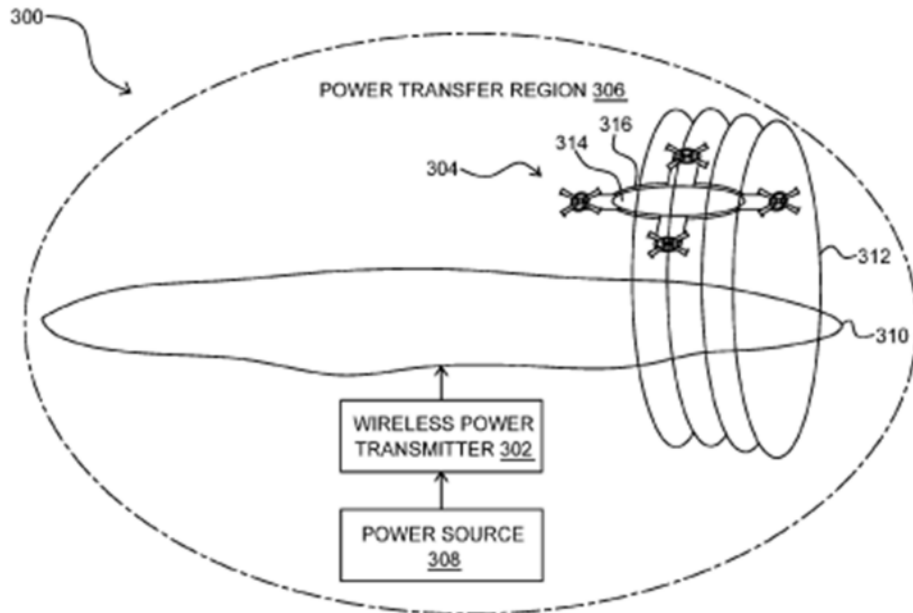 300
POWER TRANSFER REGION 306
316
314
304
312
310
WIRELESS POWER
TRANSMITTER 302
POWER SOURCE
308